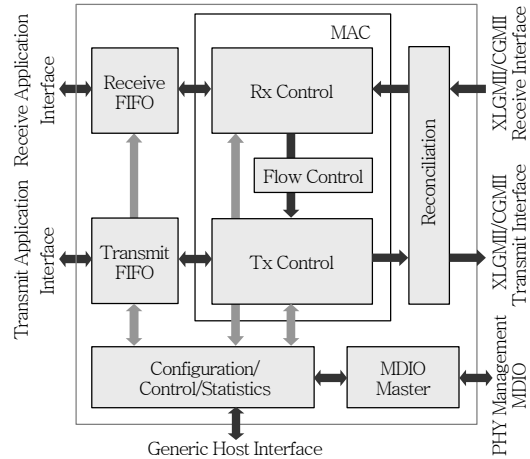 MAC
Receive Application
Interface
Receive
FIFO
Rx Control
Reconciliation
XLGMII/CGMII
Receive Interface
Flow Control
Transmit Application
Interface
Transmit
FIFO
Tx Control
XLGMII/CGMII
Transmit Interface
Configuration/
Control/Statistics
MDIO
Master
PHY Management
MDIO
Generic Host Interface